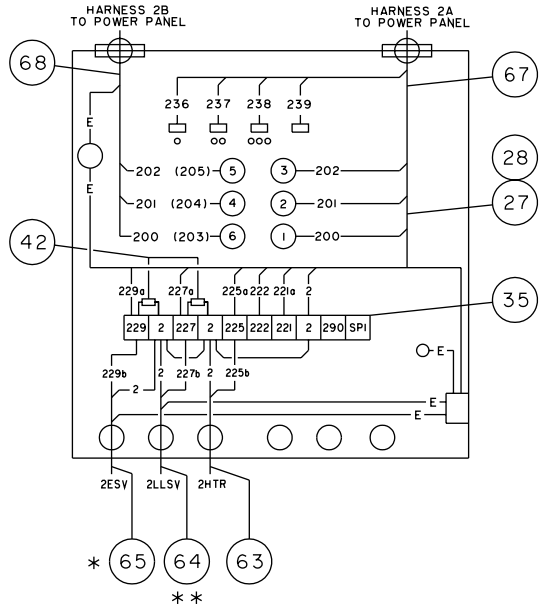 HARNESS 2B
TO POWER PANEL
HARNESS 2A
TO POWER PANEL
68
67
236 237 238 239
E
28
E
202 (205) 5 3 202
201 (204) 4 2 201
27
200 (203) 6 1 200
42
229a 227a 225a 222 221a 2
35
229 2 227 2 225 222 221 2 290 SP1
E
229b 2 227b 2 225b
2
E
E
2ESV 2LLSV 2HTR
* 65 64 63
* *